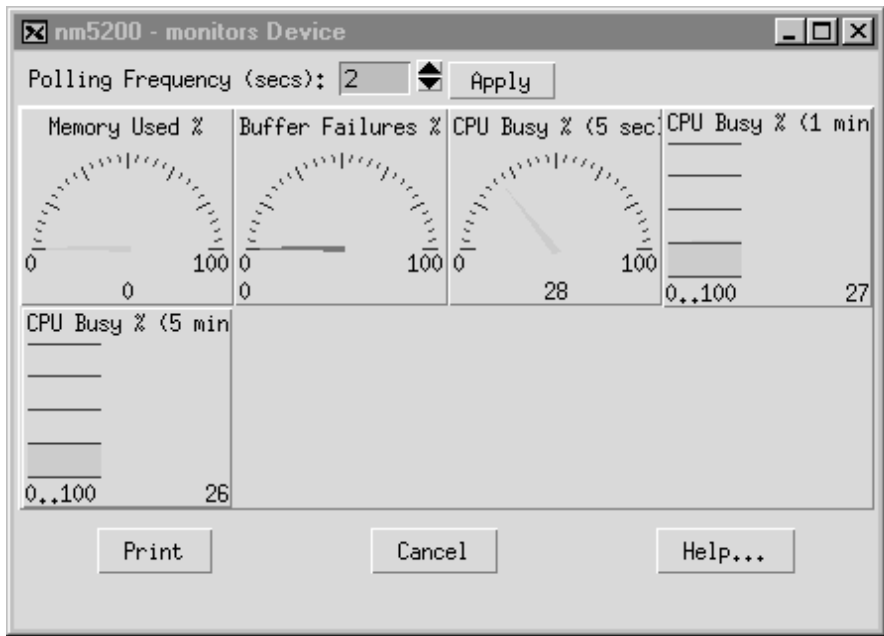 nm5200 - monitors Device
Polling Frequency (secs): 2 Apply
Memory Used %
0 100
0
Buffer Failures %
0 100
0
CPU Busy % (5 sec)
0 100
28
CPU Busy % (1 min
0..100 27
CPU Busy % (5 min
0..100 26
Print Cancel Help...